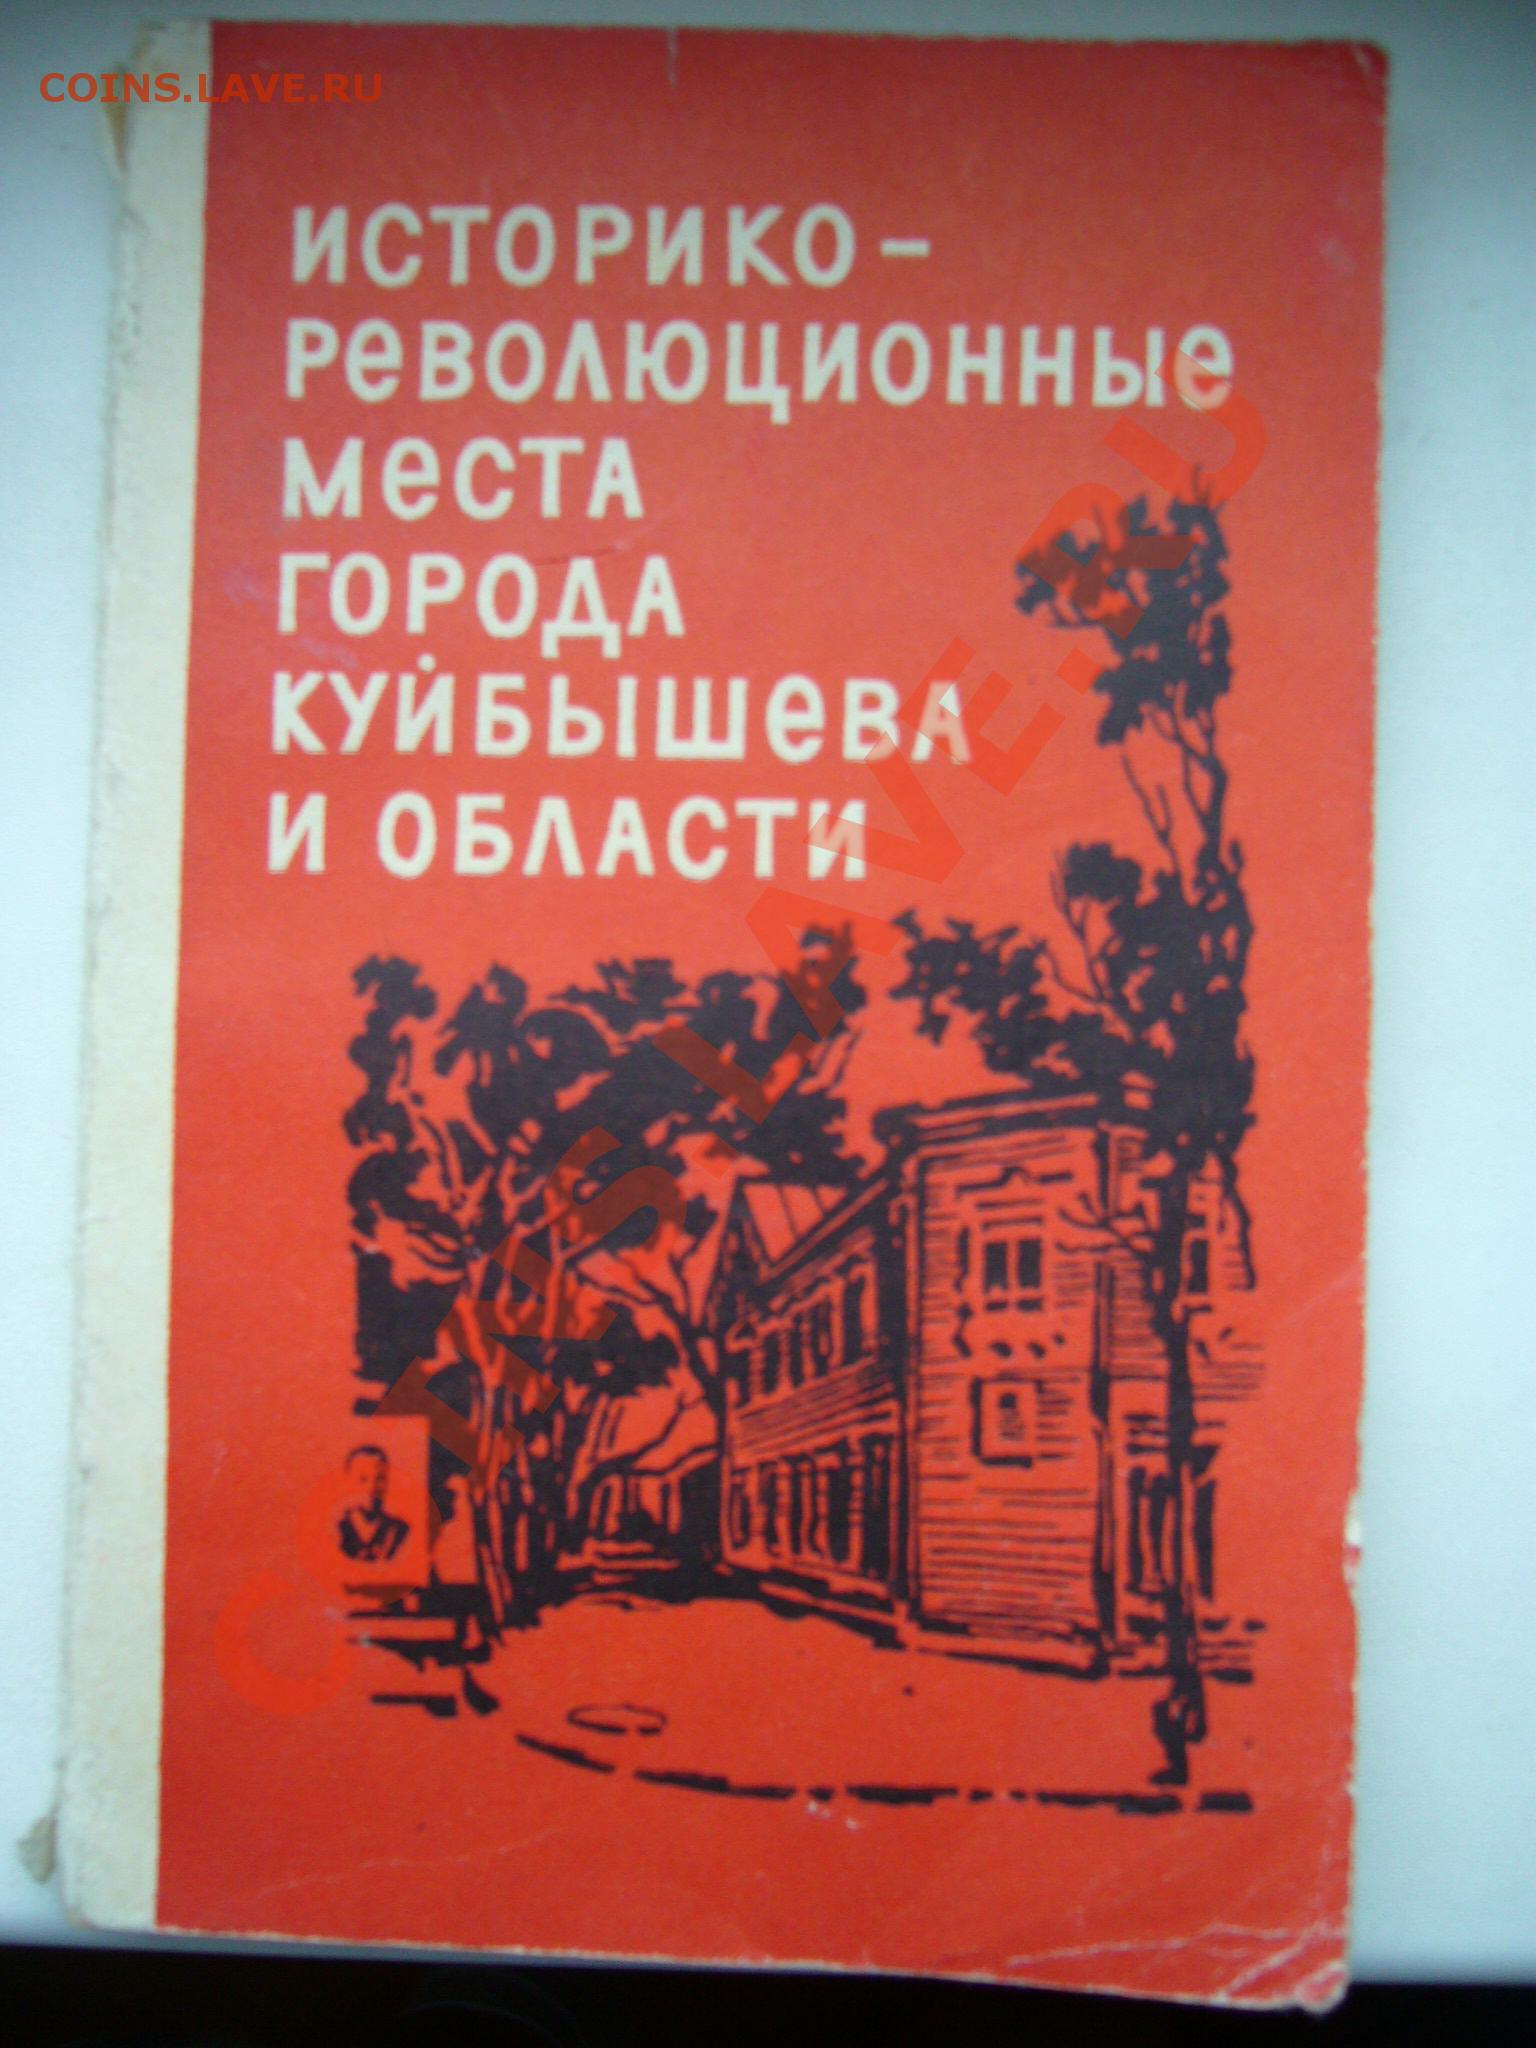 COINS.LAVE.RU
ИСТОРИКО-
РеВОЛЮЦИОННЫе
МеСТА
ГОРОДА
КУЙБЫШеВА
И ОБЛАСТИ
COINS.LAVE.RU